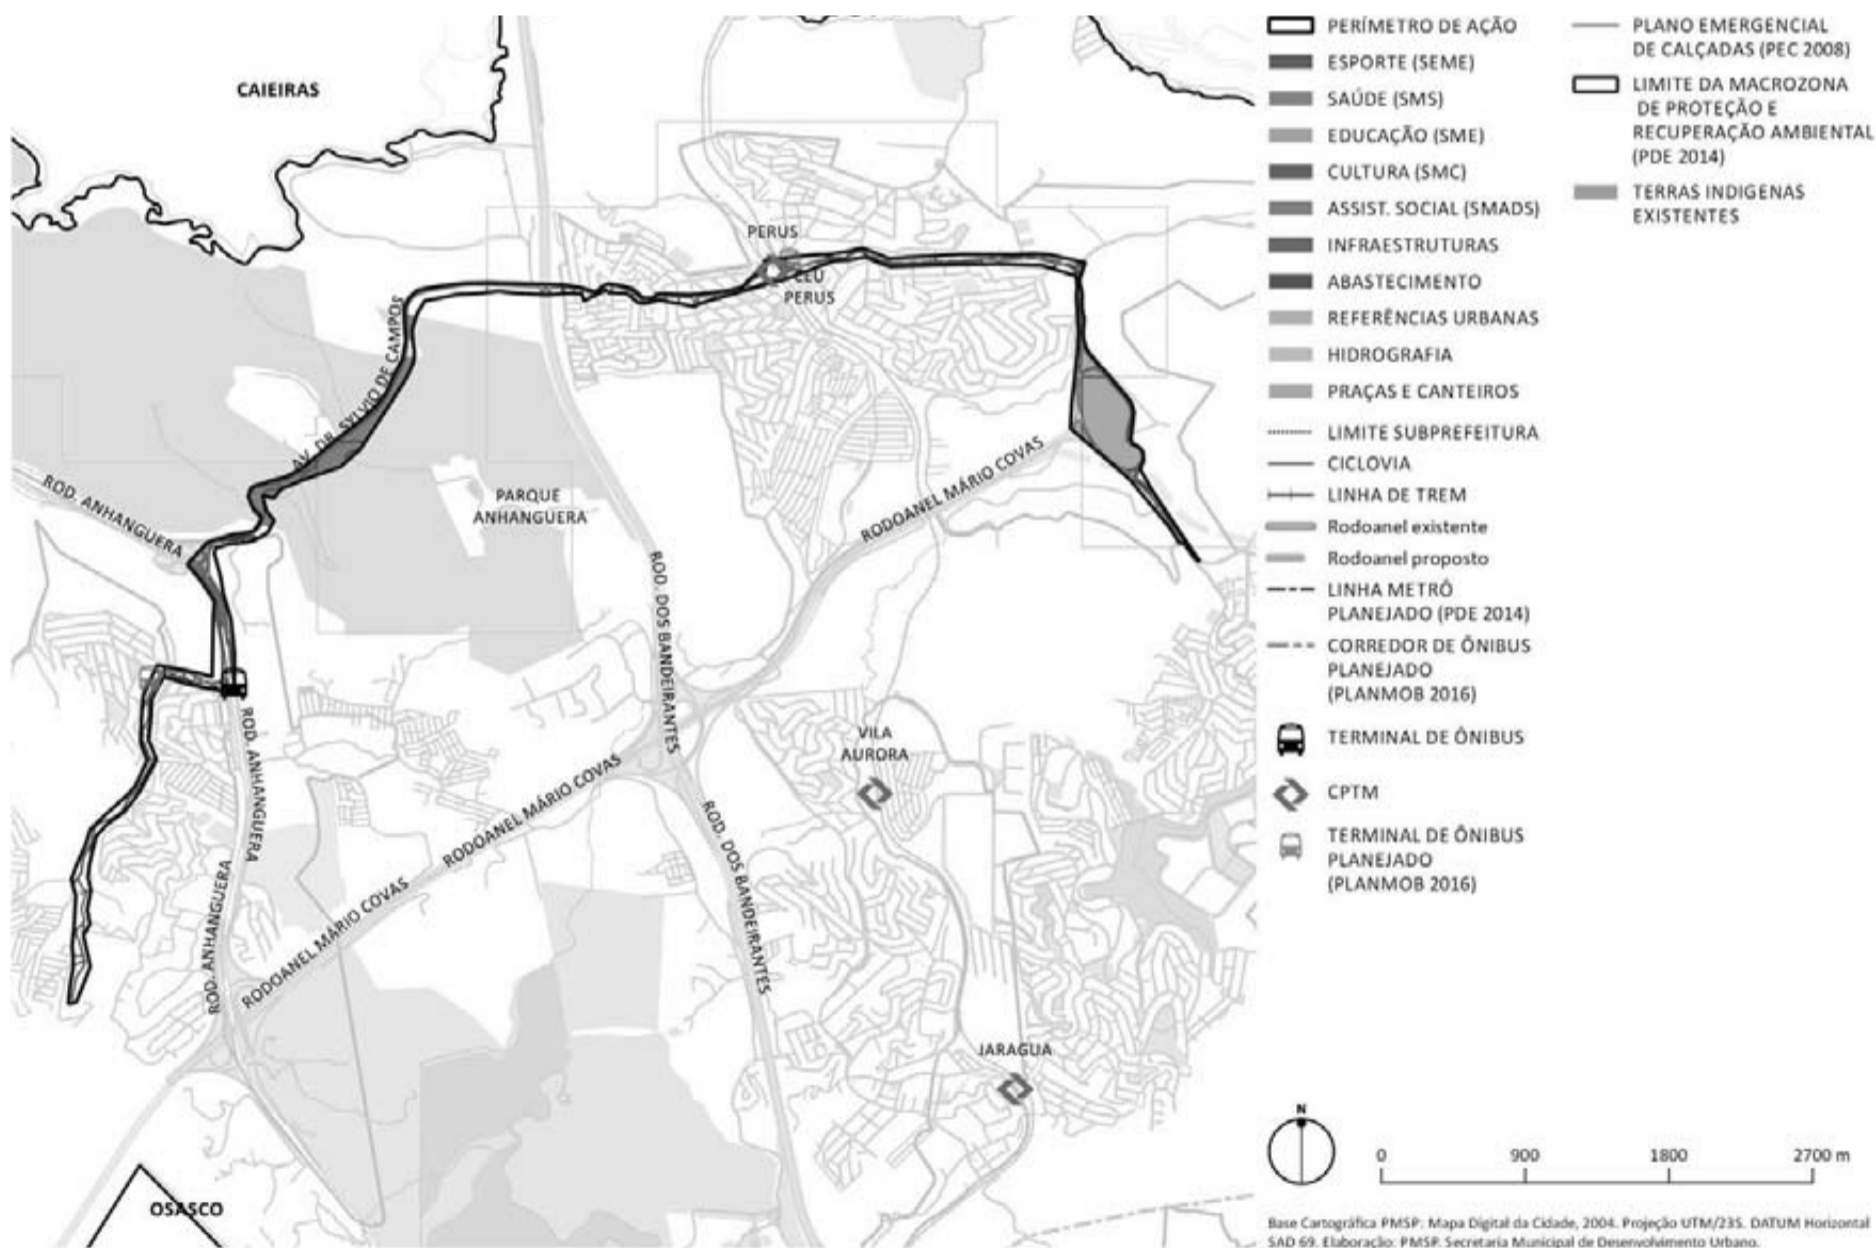 CAIEIRAS
PERUS
CEU
PERUS
AV. DR. SYLVIO DE CAMPOS
ROD. ANHANGUERA
PARQUE
ANHANGUERA
RODOANEL MÁRIO COVAS
ROD. DOS BANDEIRANTES
ROD. ANHANGUERA
VILA
AURORA
RODOANEL MÁRIO COVAS
ROD. DOS BANDEIRANTES
ROD. ANHANGUERA
RODOANEL MÁRIO COVAS
JARAGUA
OSASCO
PERÍMETRO DE AÇÃO
ESPORTE (SEME)
SAÚDE (SMS)
EDUCAÇÃO (SME)
CULTURA (SMC)
ASSIST. SOCIAL (SMADS)
INFRAESTRUTURAS
ABASTECIMENTO
REFERÊNCIAS URBANAS
HIDROGRAFIA
PRAÇAS E CANTEIROS
LIMITE SUBPREFEITURA
CICLOVIA
LINHA DE TREM
Rodoanel existente
Rodoanel proposto
LINHA METRÔ
PLANEJADO (PDE 2014)
CORREDOR DE ÔNIBUS
PLANEJADO
(PLANMOB 2016)
TERMINAL DE ÔNIBUS
CPTM
TERMINAL DE ÔNIBUS
PLANEJADO
(PLANMOB 2016)
PLANO EMERGENCIAL
DE CALÇADAS (PEC 2008)
LIMITE DA MACROZONA
DE PROTEÇÃO E
RECUPERAÇÃO AMBIENTAL
(PDE 2014)
TERRAS INDIGENAS
EXISTENTES
N
0 900 1800 2700 m
Base Cartográfica PMSP: Mapa Digital da Cidade, 2004. Projeção UTM/23S. DATUM Horizontal
SAD 69. Elaboração: PMSP. Secretaria Municipal de Desenvolvimento Urbano.